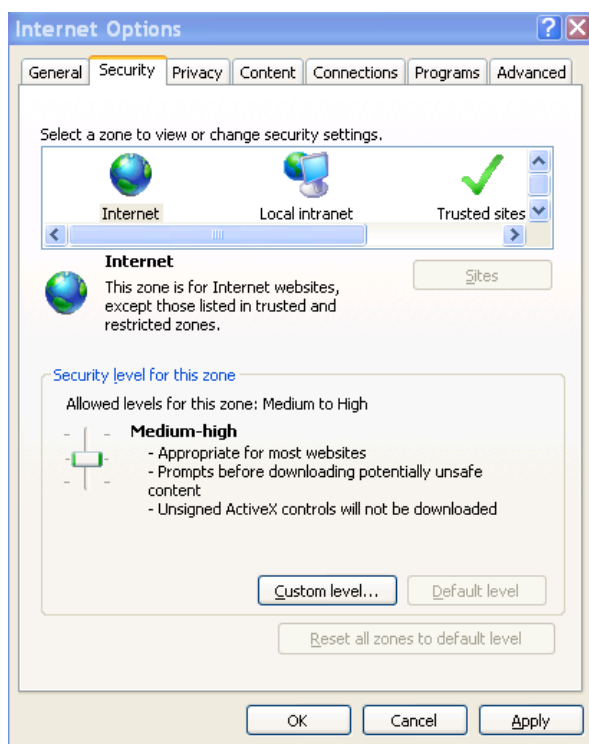 Internet Options
General Security Privacy Content Connections Programs Advanced
Select a zone to view or change security settings.
Internet Local intranet Trusted sites
Internet
Sites
This zone is for Internet websites,
except those listed in trusted and
restricted zones.
Security level for this zone
Allowed levels for this zone: Medium to High
Medium-high
- Appropriate for most websites
- Prompts before downloading potentially unsafe
content
- Unsigned ActiveX controls will not be downloaded
Custom level... Default level
Reset all zones to default level
OK Cancel Apply